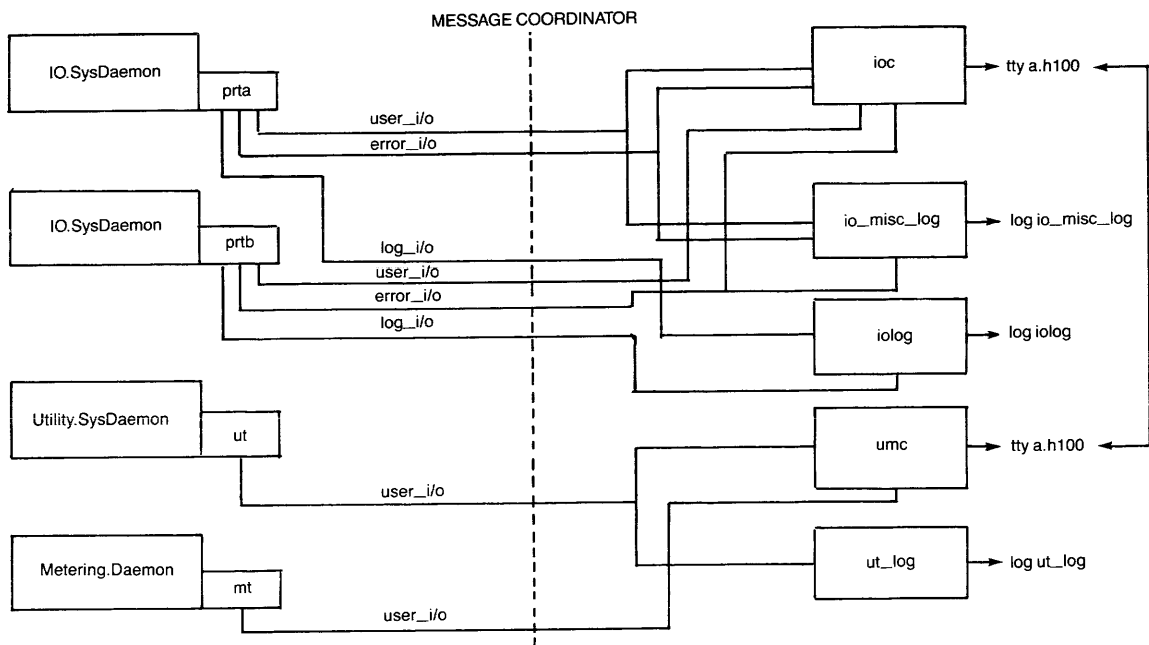 MESSAGE COORDINATOR
IO.SysDaemon
prta
ioc
tty a.h100
user_i/o
error_i/o
IO.SysDaemon
prtb
io_misc_log
log io_misc_log
log_i/o
user_i/o
error_i/o
log_i/o
iolog
log iolog
Utility.SysDaemon
ut
umc
tty a.h100
user_i/o
Metering.Daemon
mt
ut_log
log ut_log
user_i/o